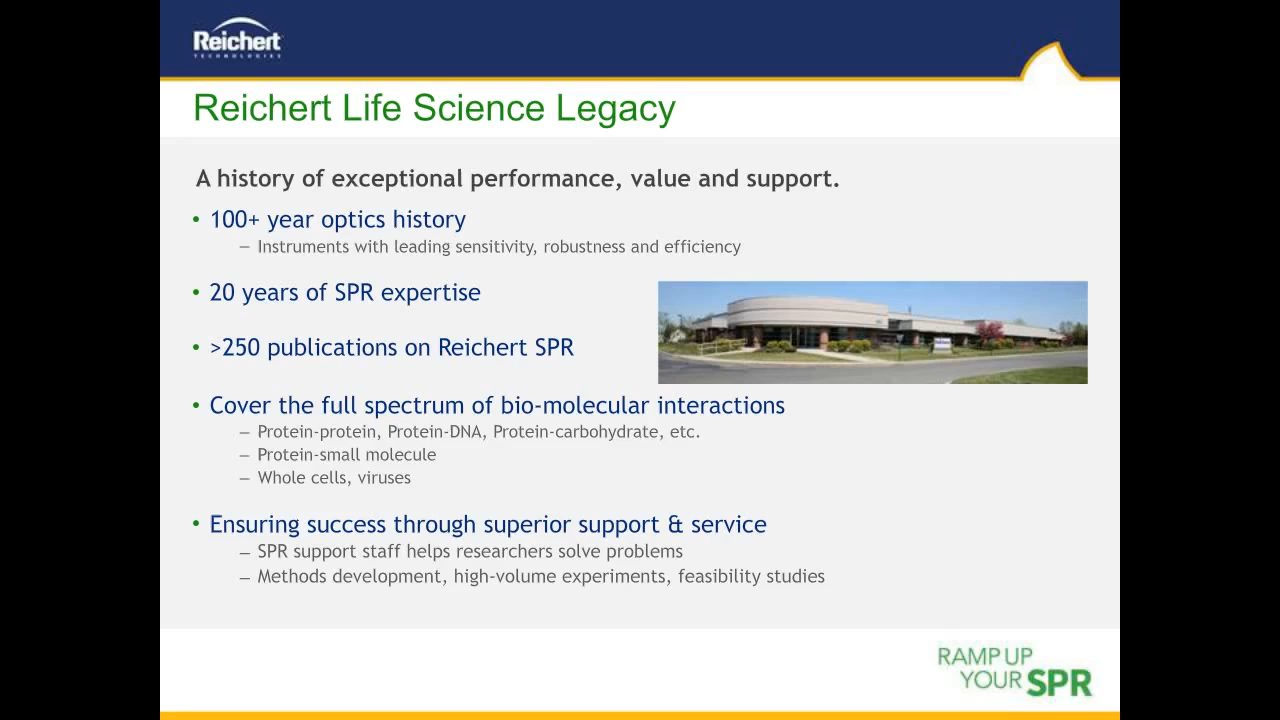 Reichert
TECHNOLOGIES
Reichert Life Science Legacy
A history of exceptional performance, value and support.
• 100+ year optics history
– Instruments with leading sensitivity, robustness and efficiency
• 20 years of SPR expertise
• >250 publications on Reichert SPR
• Cover the full spectrum of bio-molecular interactions
– Protein-protein, Protein-DNA, Protein-carbohydrate, etc.
– Protein-small molecule
– Whole cells, viruses
• Ensuring success through superior support & service
– SPR support staff helps researchers solve problems
– Methods development, high-volume experiments, feasibility studies
RAMP UP
YOUR SPR